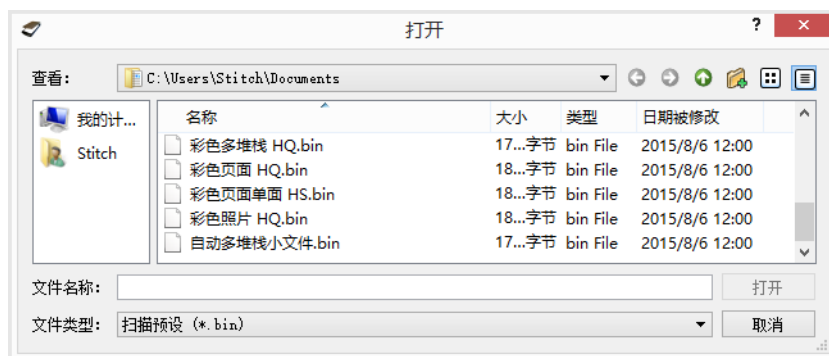 打开
?
×
查看: C:\Users\Stitch\Documents
我的计...
Stitch
名称 大小 类型 日期被修改
彩色多堆栈 HQ.bin 17...字节 bin File 2015/8/6 12:00
彩色页面 HQ.bin 18...字节 bin File 2015/8/6 12:00
彩色页面单面 HS.bin 18...字节 bin File 2015/8/6 12:00
彩色照片 HQ.bin 18...字节 bin File 2015/8/6 12:00
自动多堆栈小文件.bin 17...字节 bin File 2015/8/6 12:00
文件名称: 打开
文件类型: 扫描预设 (*.bin) 取消